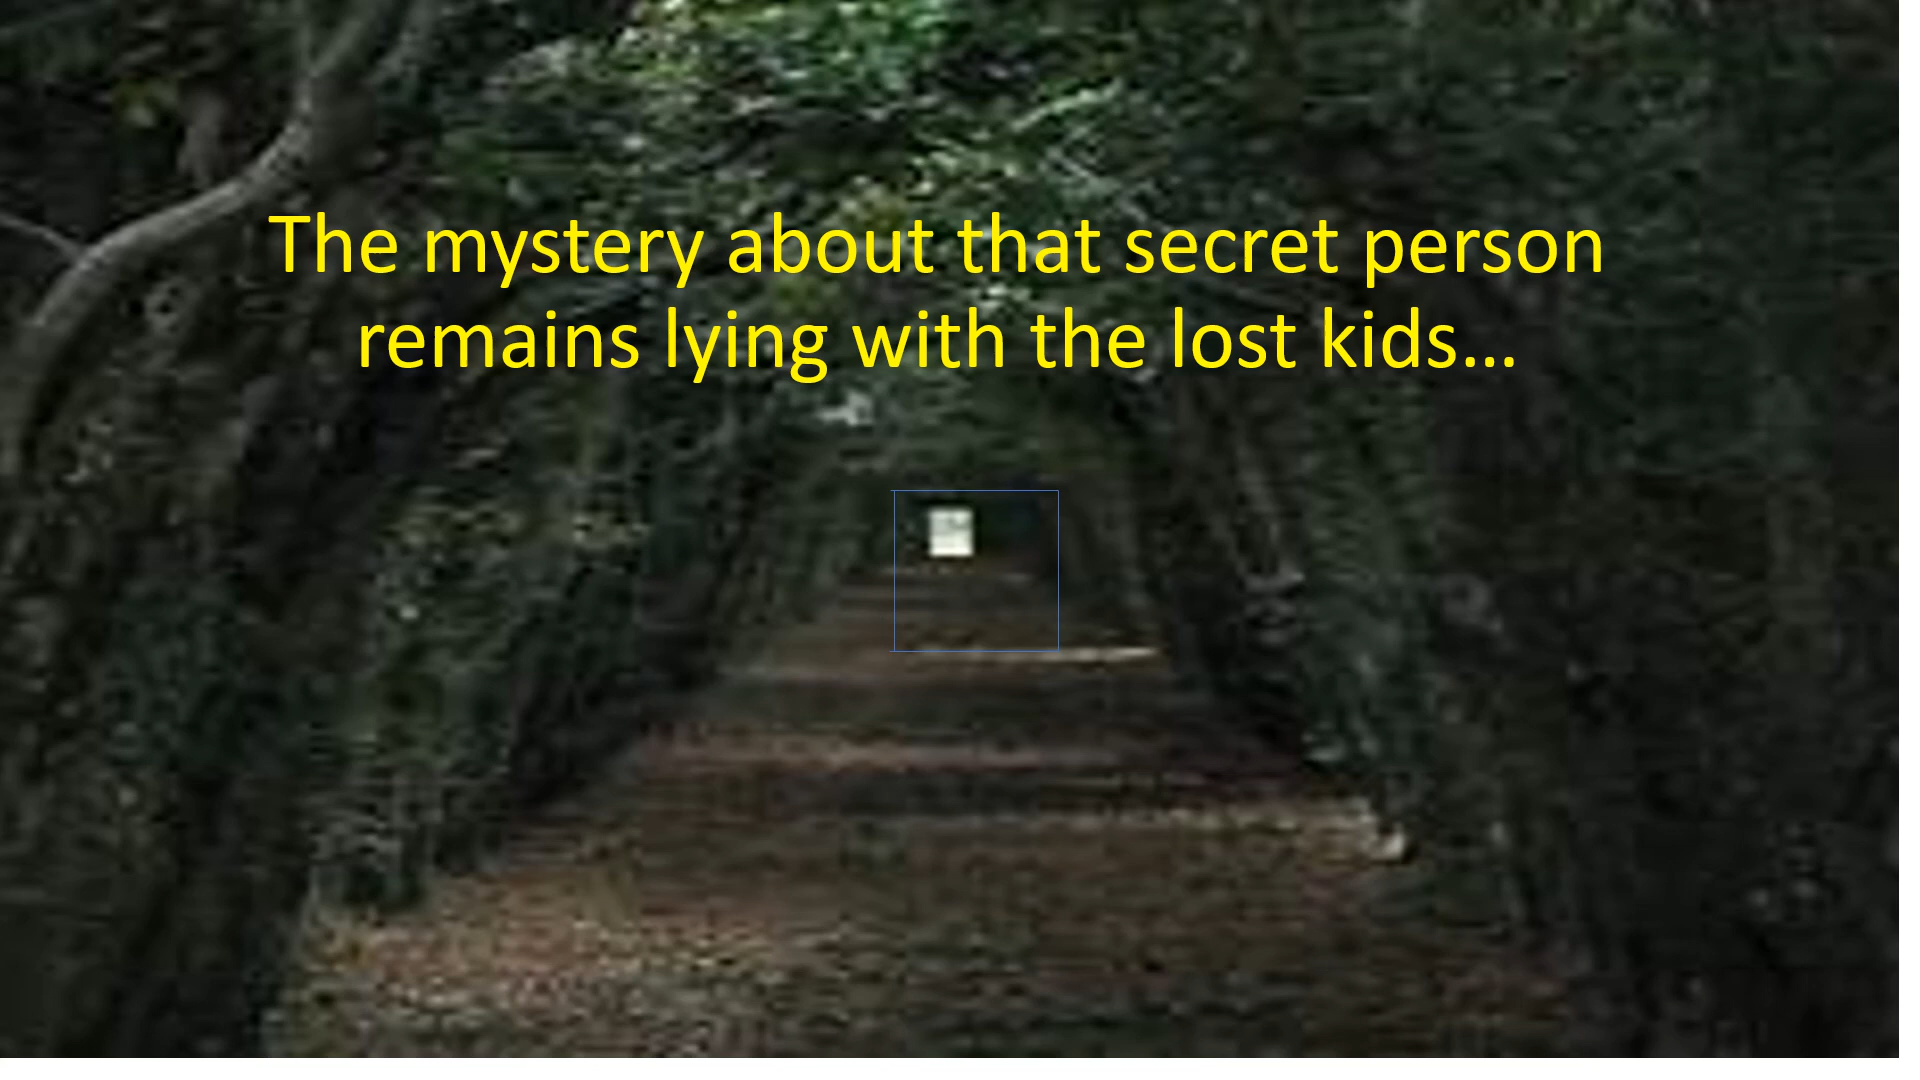 The mystery about that secret person
remains lying with the lost kids…